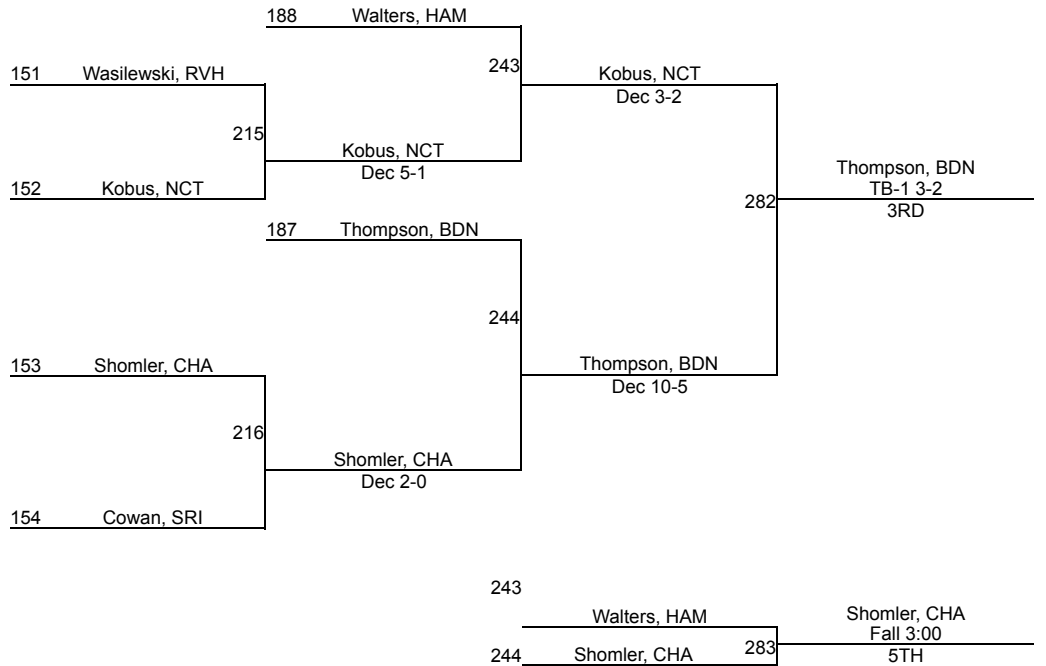 188 Walters, HAM
151 Wasilewski, RVH
243
Kobus, NCT
Dec 3-2
215
Kobus, NCT
Dec 5-1
152 Kobus, NCT
Thompson, BDN
TB-1 3-2
3RD
282
187 Thompson, BDN
244
153 Shomler, CHA
Thompson, BDN
Dec 10-5
216
Shomler, CHA
Dec 2-0
154 Cowan, SRI
243
Walters, HAM
Shomler, CHA
Fall 3:00
5TH
283
244 Shomler, CHA